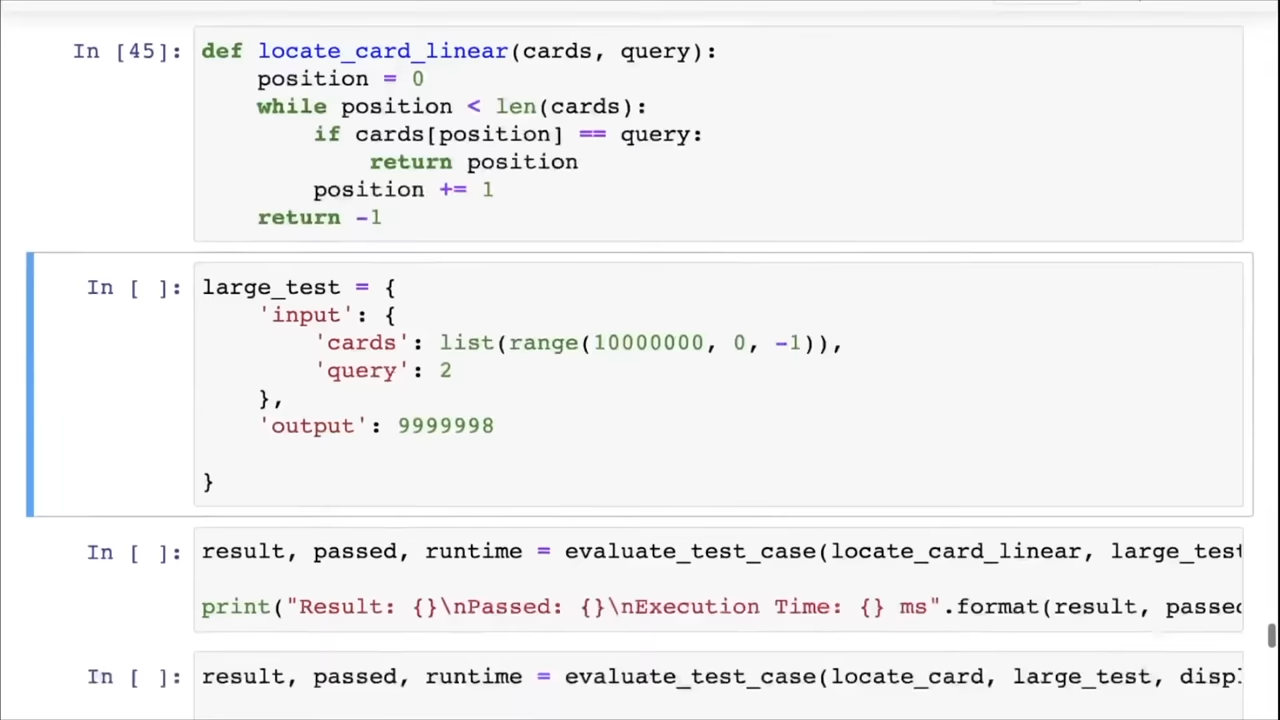 In [45]: def locate_card_linear(cards, query):
    position = 0
    while position < len(cards):
        if cards[position] == query:
            return position
        position += 1
    return -1
In [ ]: large_test = {
    'input': {
        'cards': list(range(10000000, 0, -1)),
        'query': 2
    },
    'output': 9999998
}
In [ ]: result, passed, runtime = evaluate_test_case(locate_card_linear, large_test
print("Result: {}\nPassed: {}\nExecution Time: {} ms".format(result, passed
In [ ]: result, passed, runtime = evaluate_test_case(locate_card, large_test, displ